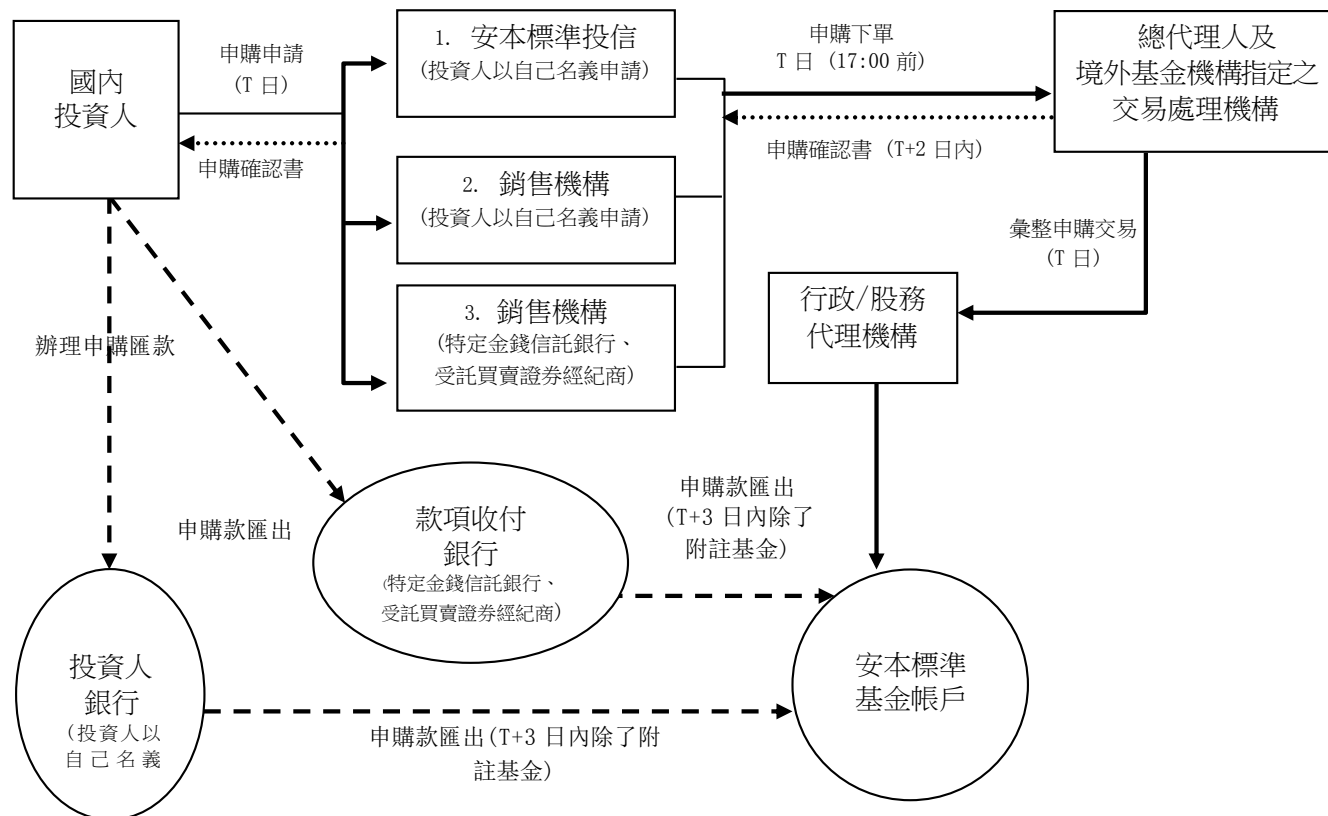 國內
投資人
申購申請
(T 日)
申購確認書
1. 安本標準投信
(投資人以自己名義申請)
2. 銷售機構
(投資人以自己名義申請)
3. 銷售機構
(特定金錢信託銀行、
受託買賣證券經紀商)
申購下單
T 日 (17:00 前)
申購確認書 (T+2 日內)
總代理人及
境外基金機構指定之
交易處理機構
彙整申購交易
(T 日)
行政/股務
代理機構
辦理申購匯款
申購款匯出
款項收付
銀行
(特定金錢信託銀行、
受託買賣證券經紀商)
申購款匯出
(T+3 日內除了
附註基金)
投資人
銀行
(投資人以
自己名義
申購款匯出(T+3 日內除了附
註基金)
安本標準
基金帳戶